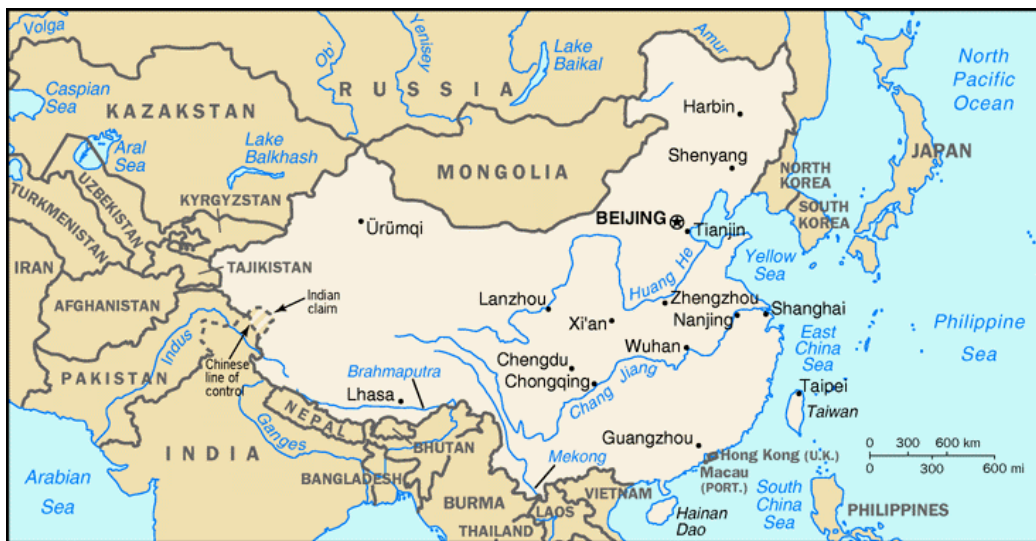 Volga
Ob'
Yenisey
Lake
Baikal
Amur
North
Pacific
Ocean
RUSSIA
Caspian
Sea
KAZAKSTAN
Harbin
Aral
Sea
Lake
Balkhash
MONGOLIA
Shenyang
JAPAN
NORTH
KOREA
UZBEKISTAN
TURKMENISTAN
KYRGYZSTAN
SOUTH
KOREA
Ürümqi
BEIJING
Tianjin
IRAN
TAJIKISTAN
Yellow
Sea
Huang He
AFGHANISTAN
Indian
claim
Lanzhou
Zhengzhou
Shanghai
Xi'an
Nanjing
Indus
East
China
Sea
Philippine
Sea
Wuhan
Chinese
line of
control
Chengdu
Chongqing
PAKISTAN
Brahmaputra
Chang Jiang
Lhasa
Taipei
Taiwan
NEPAL
Ganges
BHUTAN
Guangzhou
0 300 600 km
0 300 600 mi
INDIA
Mekong
Hong Kong (U.K.)
Macau
(PORT.)
Arabian
Sea
BANGLADESH
BURMA
VIETNAM
LAOS
South
China
Sea
Hainan
Dao
PHILIPPINES
THAILAND